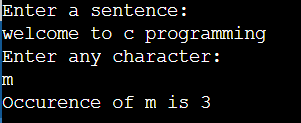 Enter a sentence:
welcome to c programming
Enter any character:
m
Occurence of m is 3